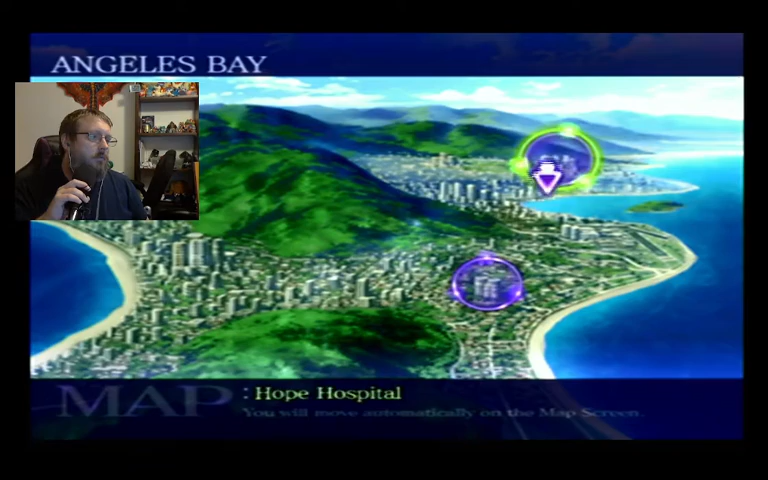 ANGELES BAY
MAP
: Hope Hospital
You will move automatically on the Map Screen.